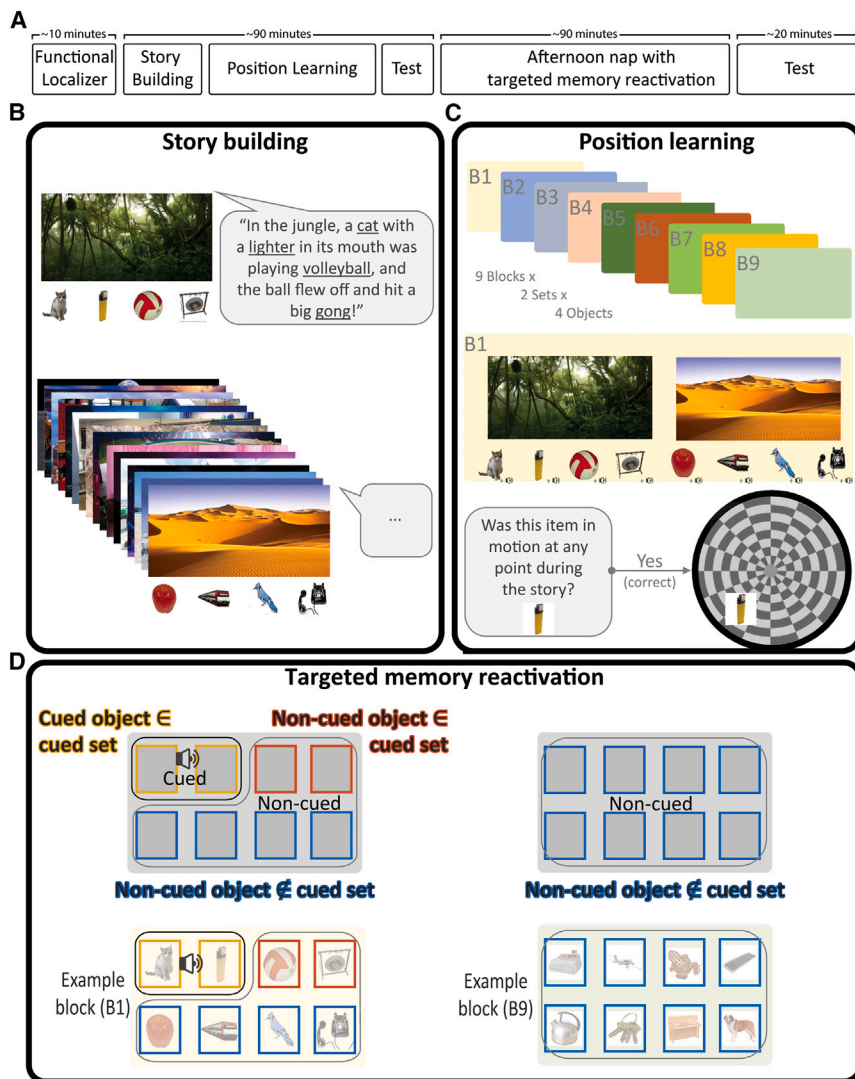 A
~10 minutes
~90 minutes
~90 minutes
~20 minutes
Functional
Localizer
Story
Building
Position Learning
Test
Afternoon nap with
targeted memory reactivation
Test
B
Story building
"In the jungle, a cat with
a lighter in its mouth was
playing volleyball, and
the ball flew off and hit a
big gong!"
...
C
Position learning
B1
B2
B3
B4
B5
B6
B7
B8
B9
9 Blocks x
2 Sets x
4 Objects
B1
Was this item in
motion at any
point during
the story?
Yes
(correct)
D
Targeted memory reactivation
Cued object ∈
cued set
Non-cued object ∈
cued set
Cued
Non-cued
Non-cued
Non-cued object ∉ cued set
Non-cued object ∉ cued set
Example
block (B1)
Example
block (B9)